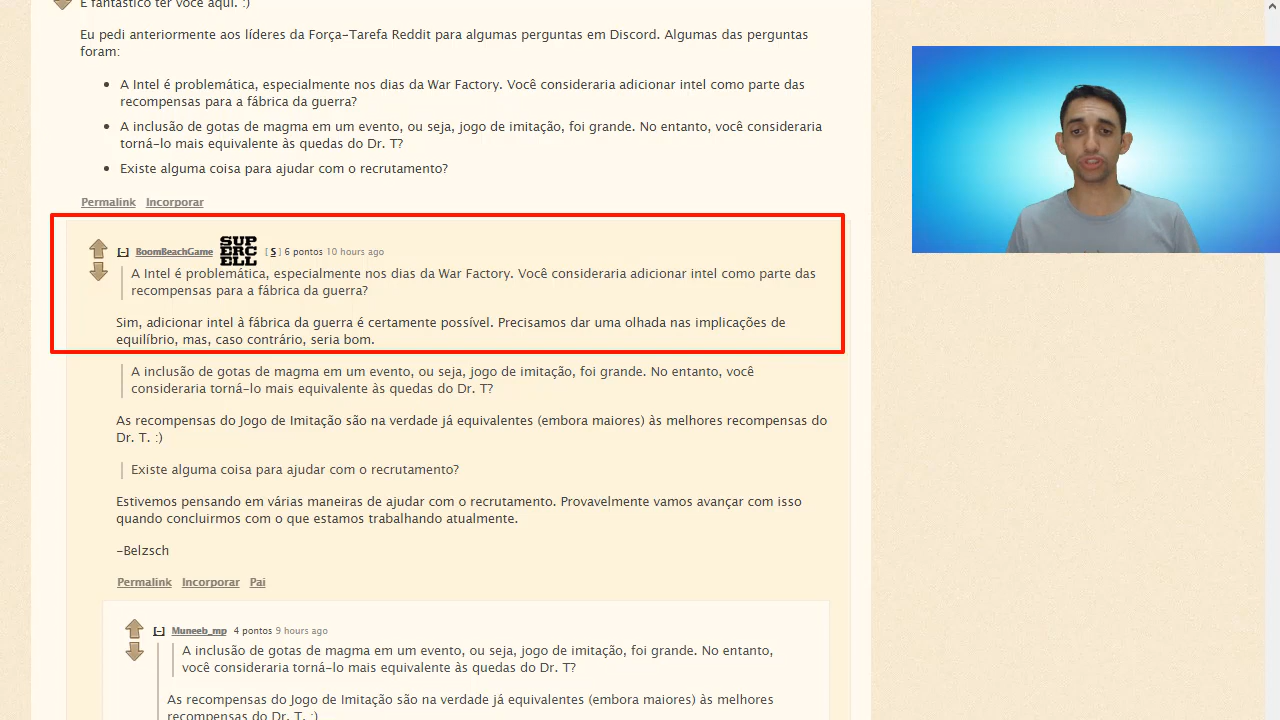 É fantástico ter você aqui. :)
Eu pedi anteriormente aos líderes da Força-Tarefa Reddit para algumas perguntas em Discord. Algumas das perguntas
foram:
A Intel é problemática, especialmente nos dias da War Factory. Você consideraria adicionar intel como parte das
recompensas para a fábrica da guerra?
A inclusão de gotas de magma em um evento, ou seja, jogo de imitação, foi grande. No entanto, você consideraria
torná-lo mais equivalente às quedas do Dr. T?
Existe alguma coisa para ajudar com o recrutamento?
Permalink Incorporar
[–] BoomBeachGame SUPERCELL [ S ] 6 pontos 10 hours ago
A Intel é problemática, especialmente nos dias da War Factory. Você consideraria adicionar intel como parte das
recompensas para a fábrica da guerra?
Sim, adicionar intel à fábrica da guerra é certamente possível. Precisamos dar uma olhada nas implicações de
equilíbrio, mas, caso contrário, seria bom.
A inclusão de gotas de magma em um evento, ou seja, jogo de imitação, foi grande. No entanto, você
consideraria torná-lo mais equivalente às quedas do Dr. T?
As recompensas do Jogo de Imitação são na verdade já equivalentes (embora maiores) às melhores recompensas do
Dr. T. :)
Existe alguma coisa para ajudar com o recrutamento?
Estivemos pensando em várias maneiras de ajudar com o recrutamento. Provavelmente vamos avançar com isso
quando concluirmos com o que estamos trabalhando atualmente.
-Belzsch
Permalink Incorporar Pai
[–] Muneeb_mp 4 pontos 9 hours ago
A inclusão de gotas de magma em um evento, ou seja, jogo de imitação, foi grande. No entanto,
você consideraria torná-lo mais equivalente às quedas do Dr. T?
As recompensas do Jogo de Imitação são na verdade já equivalentes (embora maiores) às melhores
recompensas do Dr. T. :)